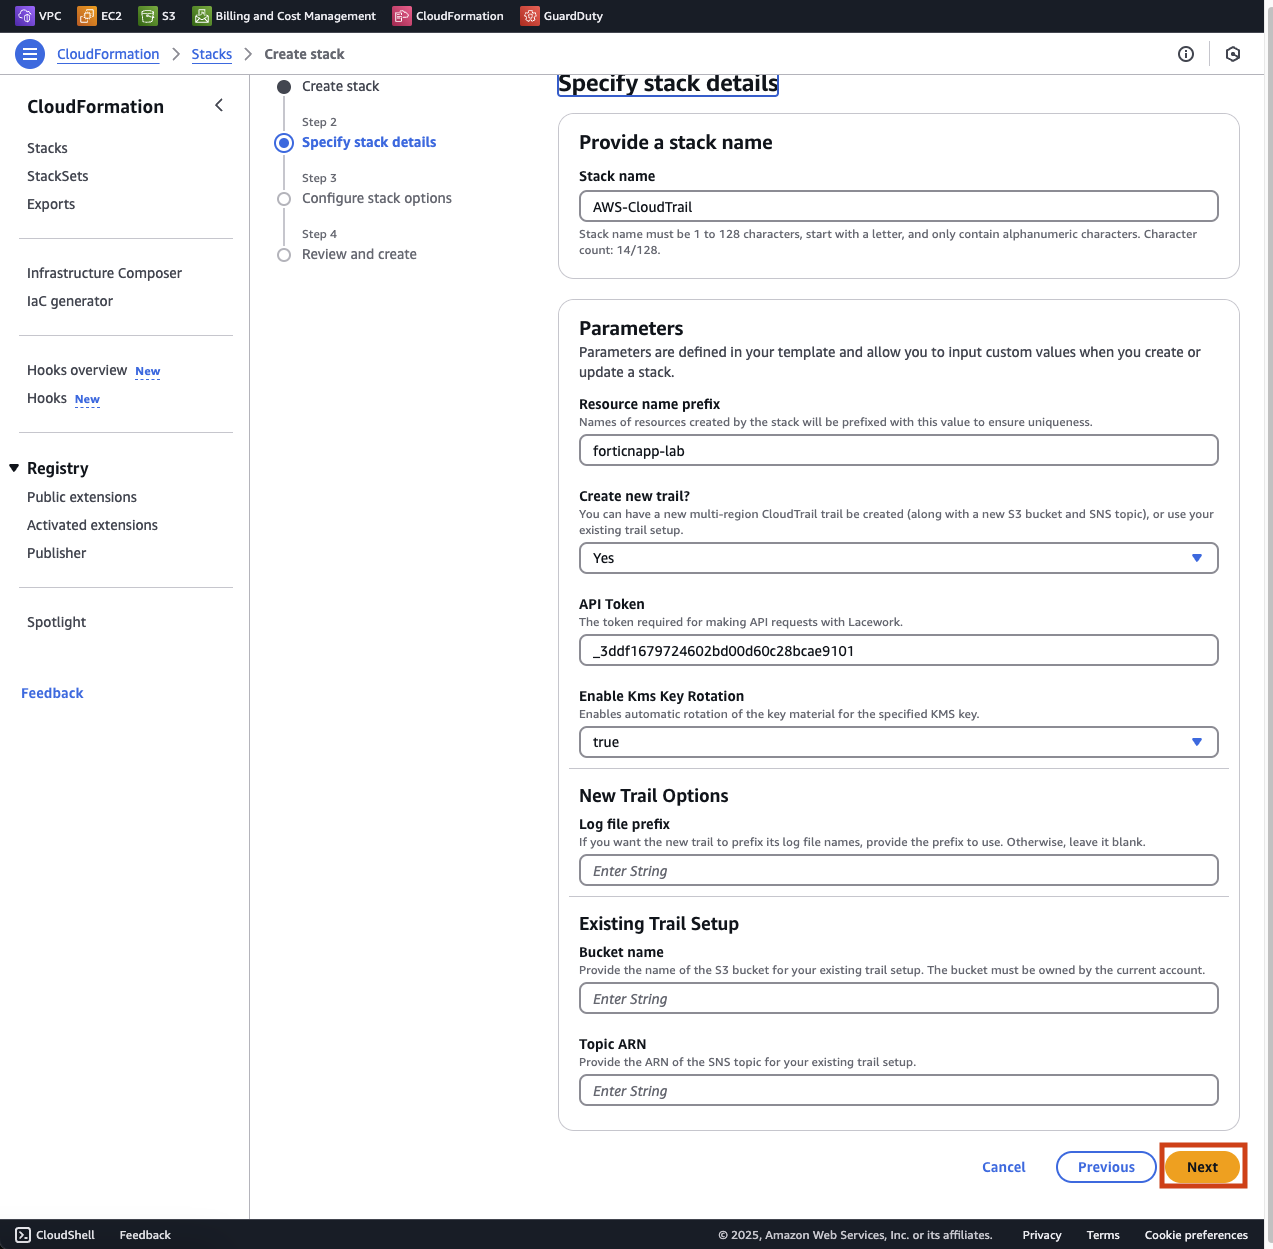 VPC EC2 S3 Billing and Cost Management CloudFormation GuardDuty
CloudFormation Stacks Create stack
CloudFormation
Stacks
StackSets
Exports
Infrastructure Composer
IaC generator
Hooks overview New
Hooks New
Registry
Public extensions
Activated extensions
Publisher
Spotlight
Feedback
Create stack
Step 2
Specify stack details
Step 3
Configure stack options
Step 4
Review and create
Specify stack details
Provide a stack name
Stack name
AWS-CloudTrail
Stack name must be 1 to 128 characters, start with a letter, and only contain alphanumeric characters. Character
count: 14/128.
Parameters
Parameters are defined in your template and allow you to input custom values when you create or
update a stack.
Resource name prefix
Names of resources created by the stack will be prefixed with this value to ensure uniqueness.
forticnapp-lab
Create new trail?
You can have a new multi-region CloudTrail trail be created (along with a new S3 bucket and SNS topic), or use your
existing trail setup.
Yes
API Token
The token required for making API requests with Lacework.
_3ddf1679724602bd00d60c28bcae9101
Enable Kms Key Rotation
Enables automatic rotation of the key material for the specified KMS key.
true
New Trail Options
Log file prefix
If you want the new trail to prefix its log file names, provide the prefix to use. Otherwise, leave it blank.
Enter String
Existing Trail Setup
Bucket name
Provide the name of the S3 bucket for your existing trail setup. The bucket must be owned by the current account.
Enter String
Topic ARN
Provide the ARN of the SNS topic for your existing trail setup.
Enter String
Cancel Previous Next
CloudShell Feedback © 2025, Amazon Web Services, Inc. or its affiliates. Privacy Terms Cookie preferences